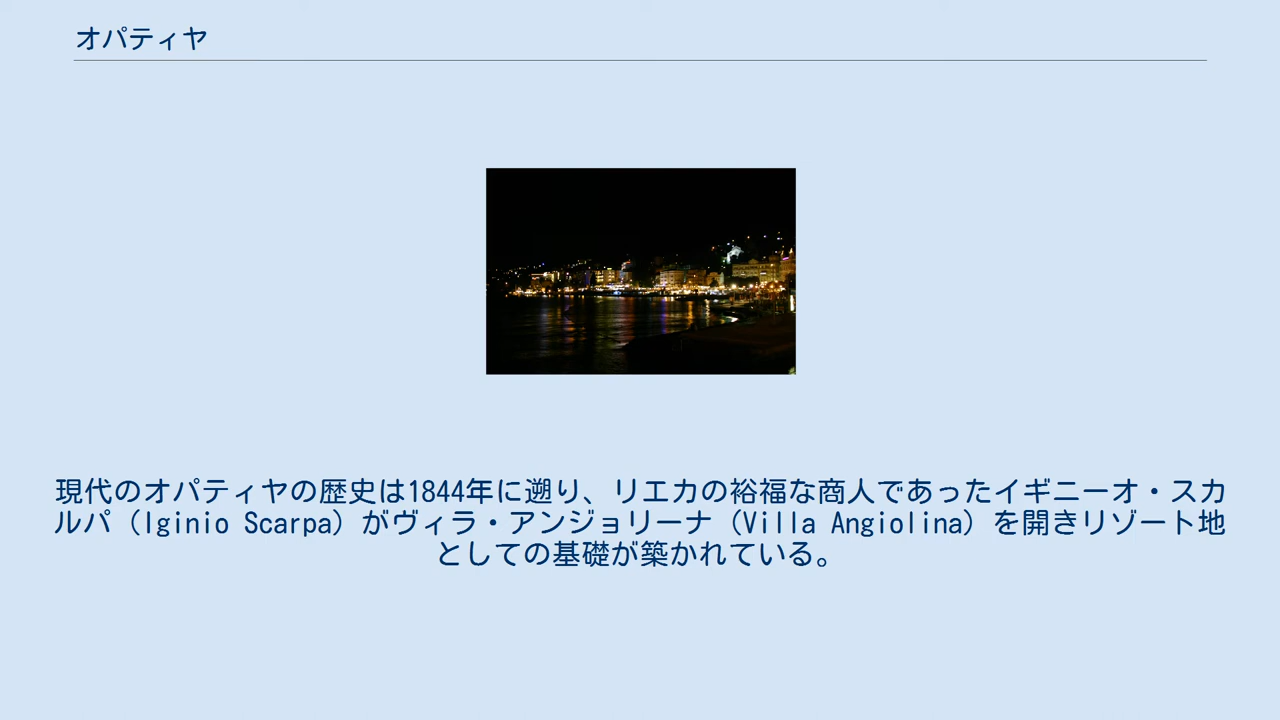 オパティヤ
現代のオパティヤの歴史は1844年に遡り、リエカの裕福な商人であったイギニーオ・スカ
ルパ（Iginio Scarpa）がヴィラ・アンジョリーナ（Villa Angiolina）を開きリゾート地
としての基礎が築かれている。